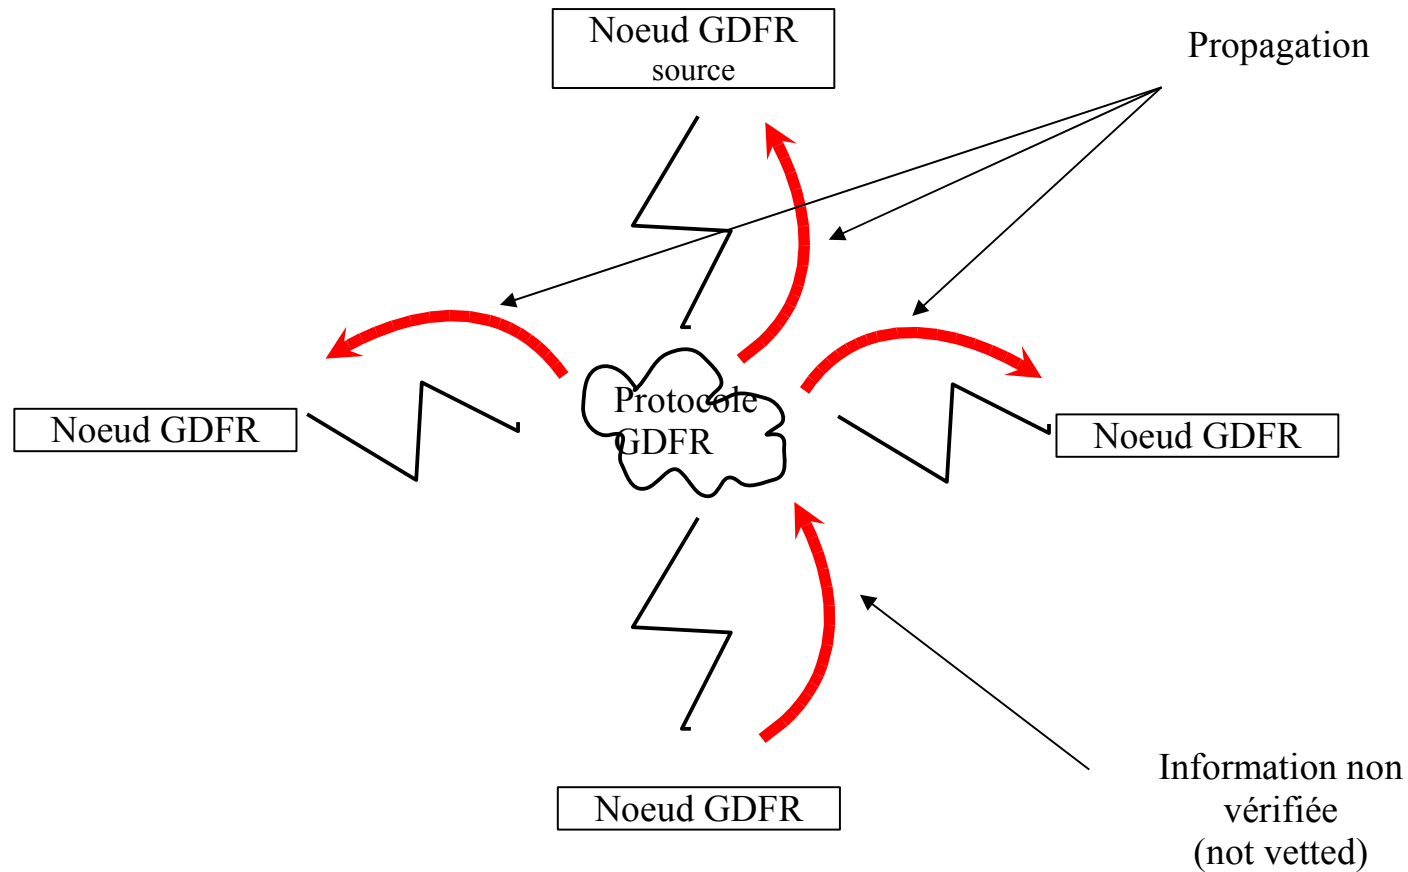 Noeud GDFR
source
Propagation
Protocole
GDFR
Noeud GDFR
Noeud GDFR
Noeud GDFR
Information non
vérifiée
(not vetted)